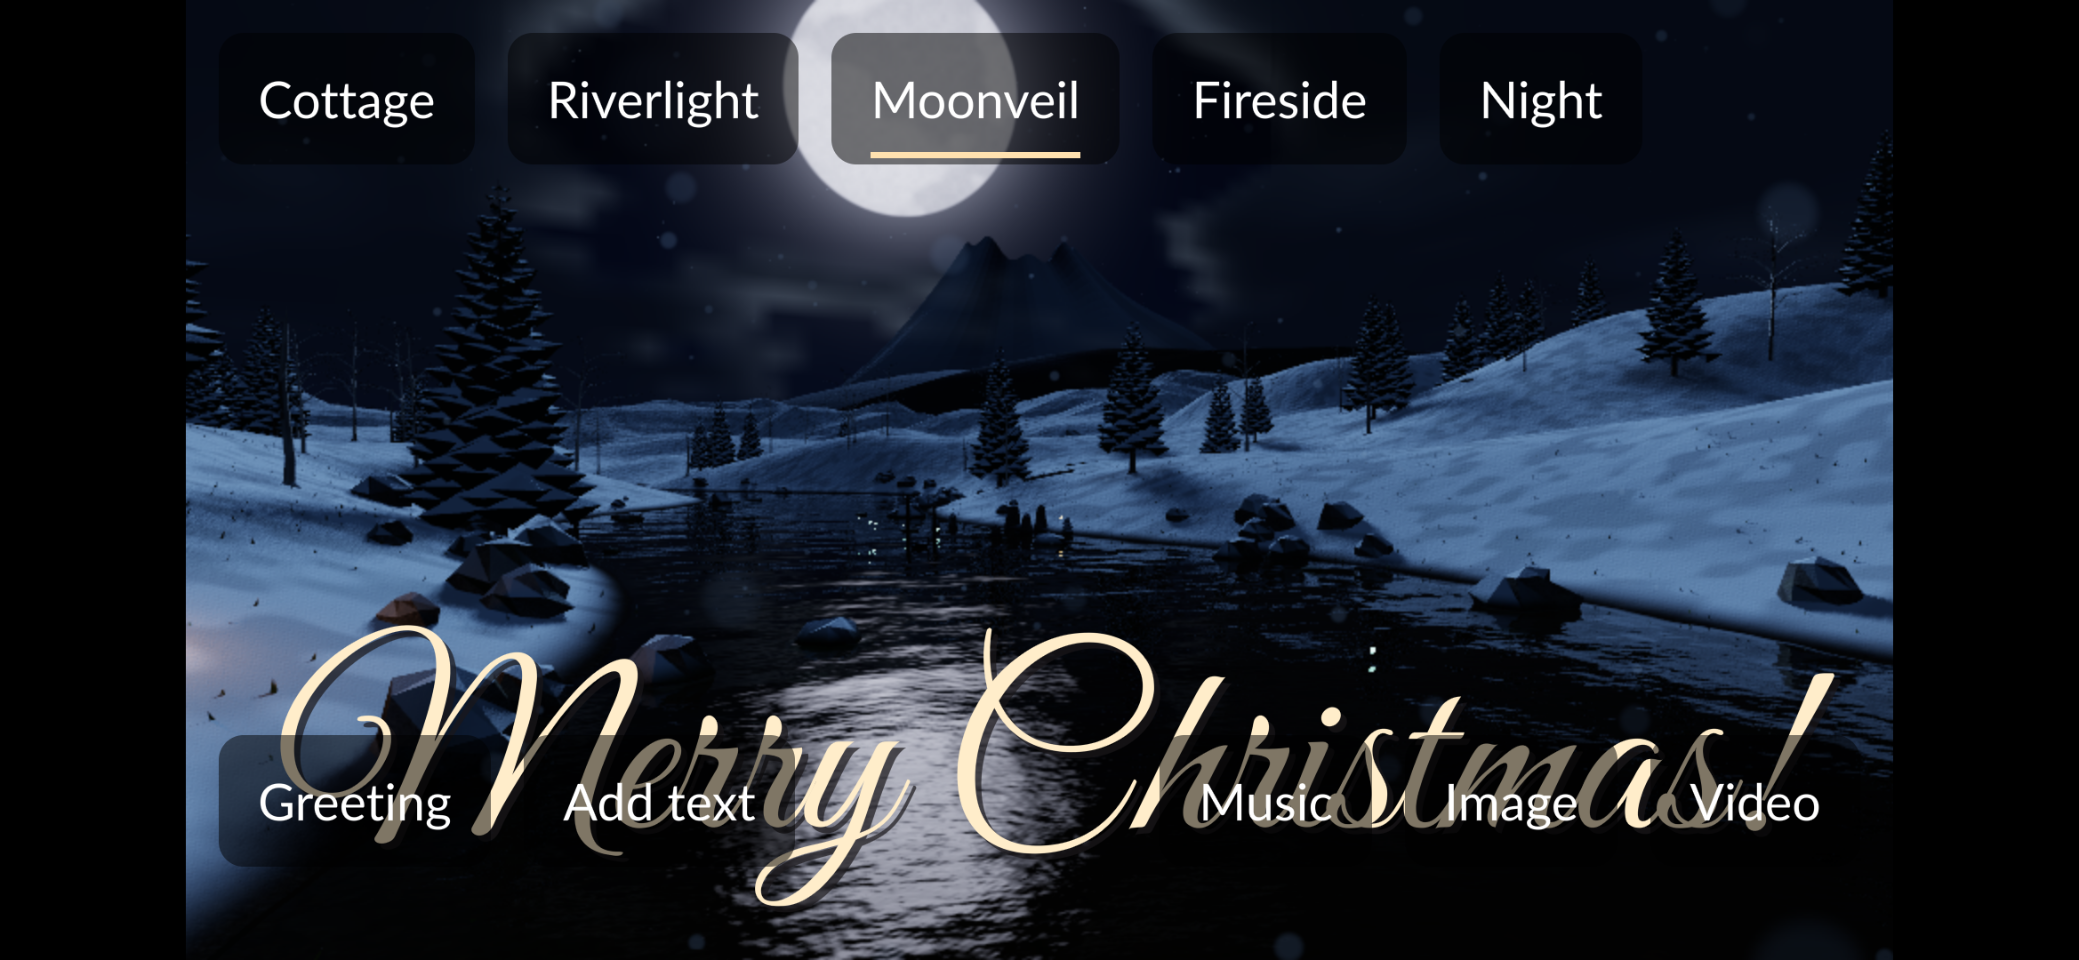 Cottage Riverlight Moonveil Fireside Night
Merry Christmas!
Greeting Add text Music Image Video